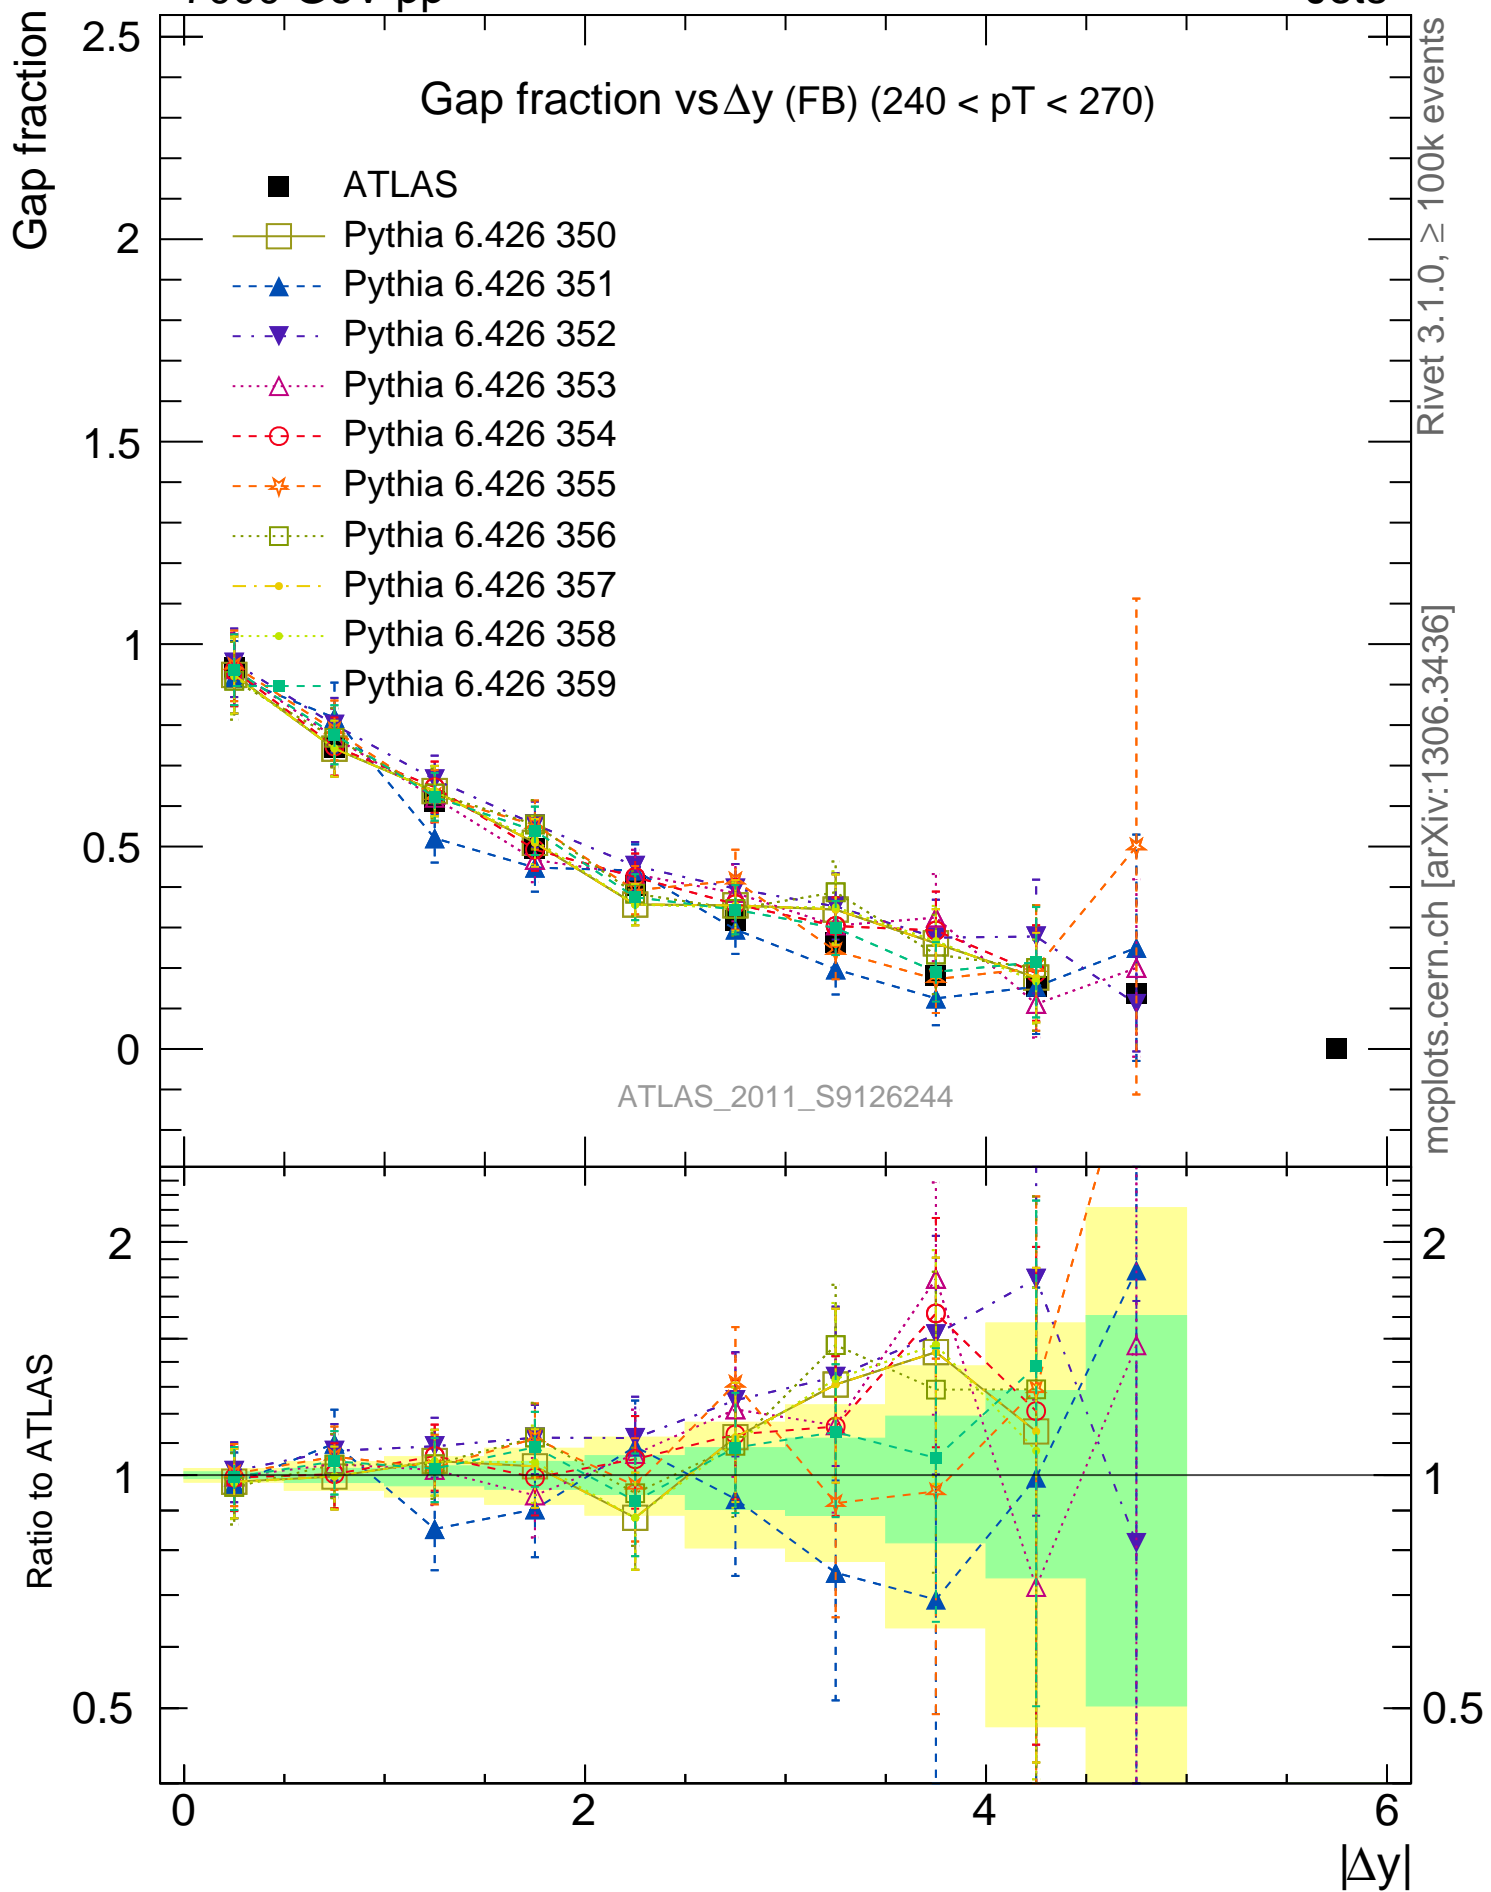 Gap fraction
2.5
2
1.5
1
0.5
0
Gap fraction vs Δy (FB) (240 < pT < 270)
ATLAS
Pythia 6.426 350
Pythia 6.426 351
Pythia 6.426 352
Pythia 6.426 353
Pythia 6.426 354
Pythia 6.426 355
Pythia 6.426 356
Pythia 6.426 357
Pythia 6.426 358
Pythia 6.426 359
ATLAS_2011_S9126244
Rivet 3.1.0, ≥ 100k events
mcplots.cern.ch [arXiv:1306.3436]
Ratio to ATLAS
2
1
0.5
2
1
0.5
0
2
4
6
|Δy|